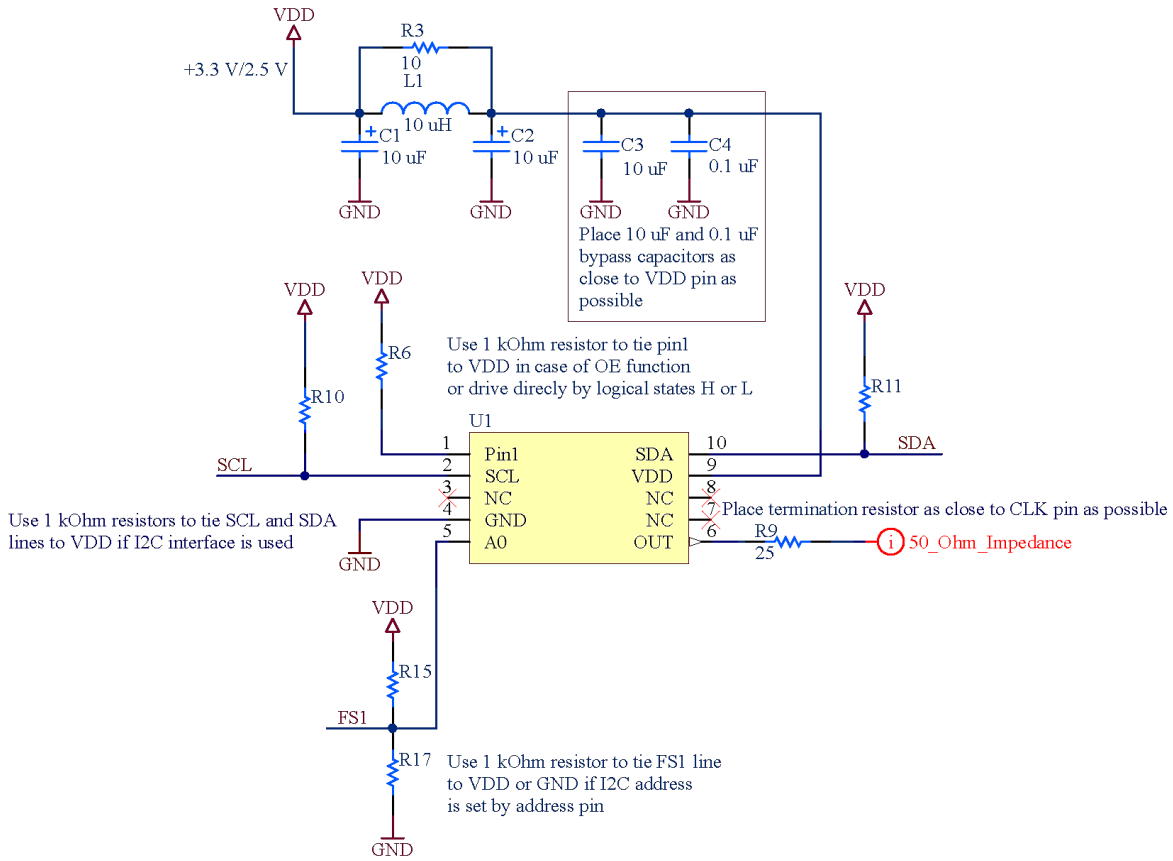 VDD
+3.3 V/2.5 V
R3
10
L1
10 uH
+
C1
10 uF
+
C2
10 uF
C3
10 uF
C4
0.1 uF
GND
GND
GND
GND
Place 10 uF and 0.1 uF
bypass capacitors as
close to VDD pin as
possible
VDD
VDD
VDD
R10
R6
R11
Use 1 kOhm resistor to tie pin1
to VDD in case of OE function
or drive direcly by logical states H or L
U1
1
Pin1
2
SCL
3
NC
4
GND
5
A0
10
SDA
9
VDD
8
NC
7
NC
6
OUT
SCL
SDA
Use 1 kOhm resistors to tie SCL and SDA
lines to VDD if I2C interface is used
GND
Place termination resistor as close to CLK pin as possible
R9
25
i
50_Ohm_Impedance
VDD
R15
FS1
R17
GND
Use 1 kOhm resistor to tie FS1 line
to VDD or GND if I2C address
is set by address pin